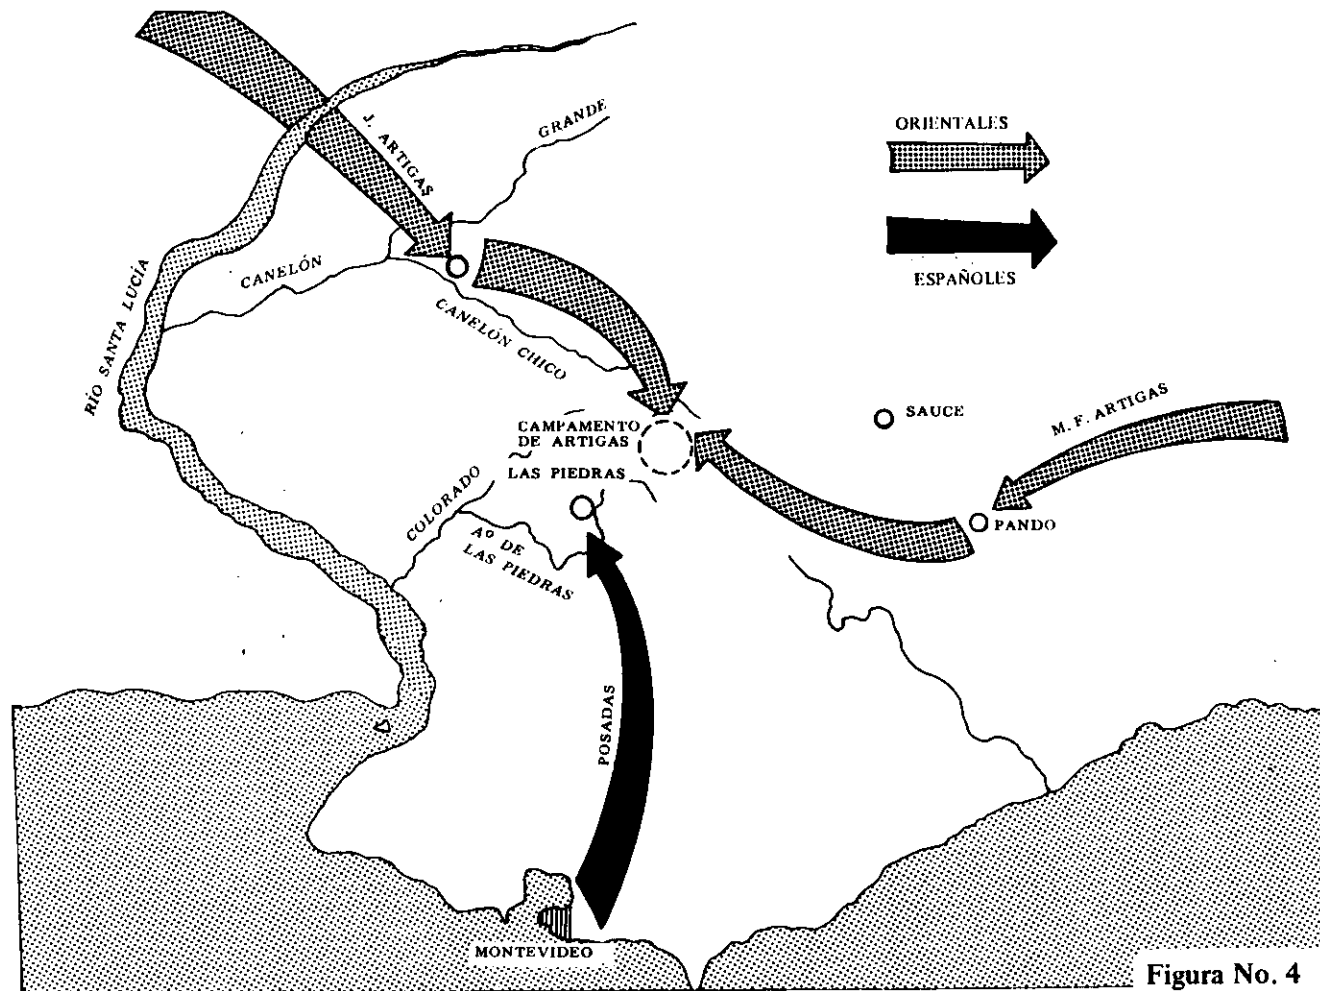 J. ARTIGAS
GRANDE
ORIENTALES
ESPAÑOLES
CANELÓN
RÍO SANTA LUCÍA
CANELÓN CHICO
SAUCE
M. F. ARTIGAS
CAMPAMENTO
DE ARTIGAS
LAS PIEDRAS
COLORADO
Aº DE
LAS PIEDRAS
PANDO
POSADAS
MONTEVIDEO
Figura No. 4